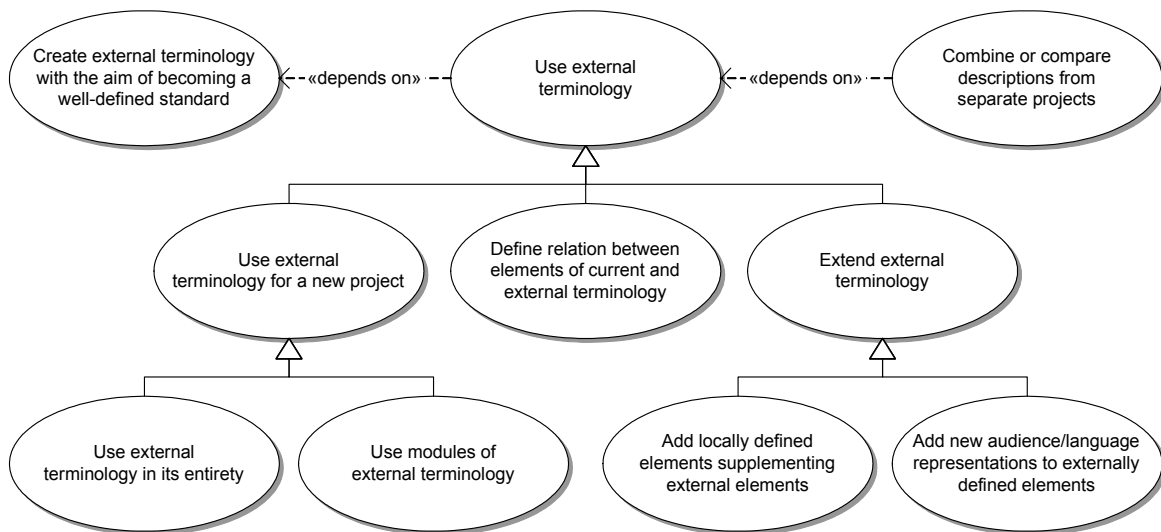 Create external terminology
with the aim of becoming a
well-defined standard
«depends on»
Use external
terminology
«depends on»
Combine or compare
descriptions from
separate projects
Use external
terminology for a new project
Define relation between
elements of current and
external terminology
Extend external
terminology
Use external
terminology in its entirety
Use modules of
external terminology
Add locally defined
elements supplementing
external elements
Add new audience/language
representations to externally
defined elements